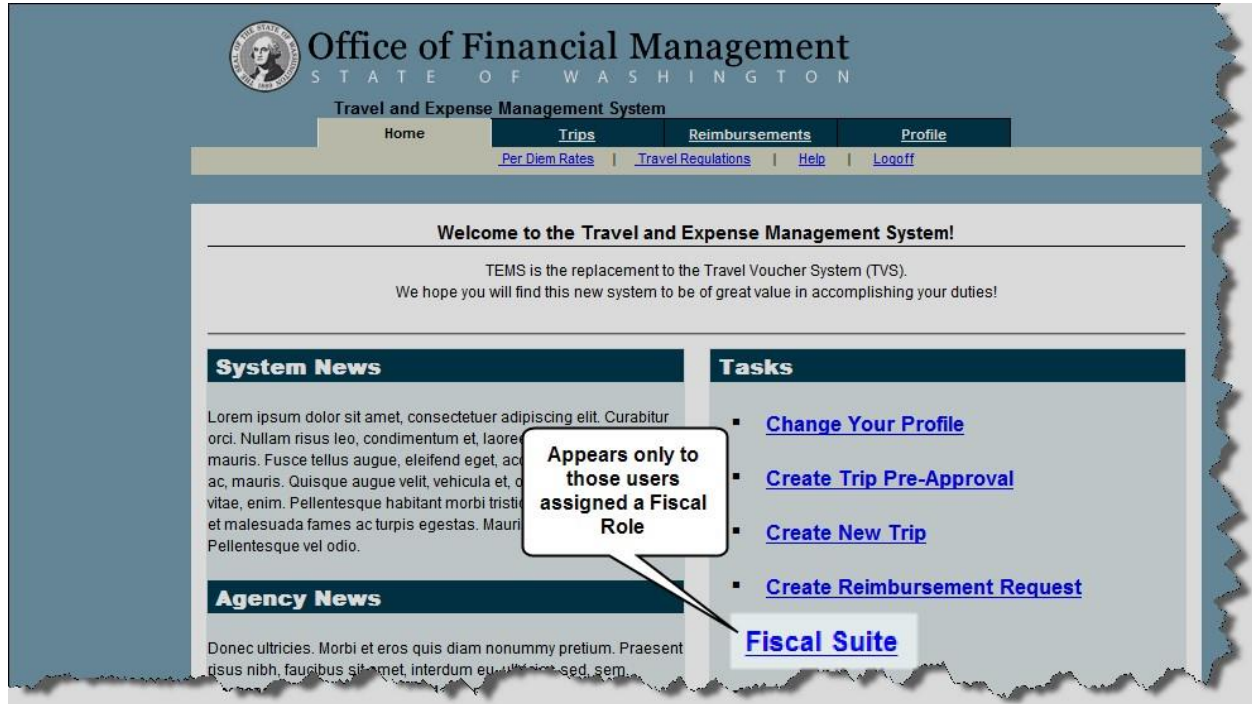 Office of Financial Management
STATE OF WASHINGTON
Travel and Expense Management System
Home Trips Reimbursements Profile
Per Diem Rates | Travel Regulations | Help | Logoff
Welcome to the Travel and Expense Management System!
TEMS is the replacement to the Travel Voucher System (TVS).
We hope you will find this new system to be of great value in accomplishing your duties!
System News
Lorem ipsum dolor sit amet, consectetuer adipiscing elit. Curabitur
orci. Nullam risus leo, condimentum et,
mauris. Fusce tellus augue, eleifend eget,
ac, mauris. Quisque augue velit, vehicula et,
vitae, enim. Pellentesque habitant morbi
et malesuada fames ac turpis egestas.
Pellentesque vel odio.
Agency News
Donec ultricies. Morbi et eros quis diam nonummy pretium. Praesent
risus nibh, faucibus sit amet, interdum eu, sed, sem.
Appears only to
those users
assigned a Fiscal
Role
Tasks
Change Your Profile
Create Trip Pre-Approval
Create New Trip
Create Reimbursement Request
Fiscal Suite